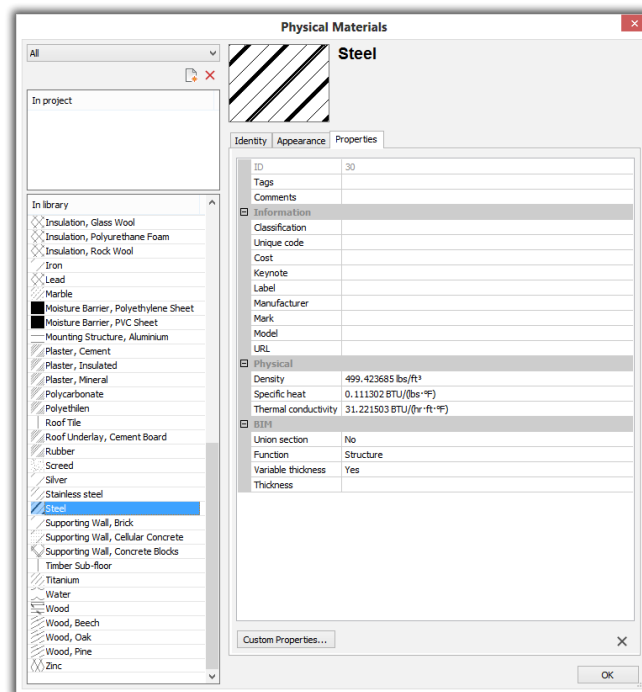 Physical Materials
All
In project
In library
Insulation, Glass Wool
Insulation, Polyurethane Foam
Insulation, Rock Wool
Iron
Lead
Marble
Moisture Barrier, Polyethylene Sheet
Moisture Barrier, PVC Sheet
Mounting Structure, Aluminium
Plaster, Cement
Plaster, Insulated
Plaster, Mineral
Polycarbonate
Polyethilen
Roof Tile
Roof Underlay, Cement Board
Rubber
Screed
Silver
Stainless steel
Steel
Supporting Wall, Brick
Supporting Wall, Cellular Concrete
Supporting Wall, Concrete Blocks
Timber Sub-floor
Titanium
Water
Wood
Wood, Beech
Wood, Oak
Wood, Pine
Zinc
Steel
Identity Appearance Properties
ID 30
Tags
Comments
Information
Classification
Unique code
Cost
Keynote
Label
Manufacturer
Mark
Model
URL
Physical
Density 499.423685 lbs/ft³
Specific heat 0.111302 BTU/(lbs·°F)
Thermal conductivity 31.221503 BTU/(hr·ft·°F)
BIM
Union section No
Function Structure
Variable thickness Yes
Thickness
Custom Properties...
OK